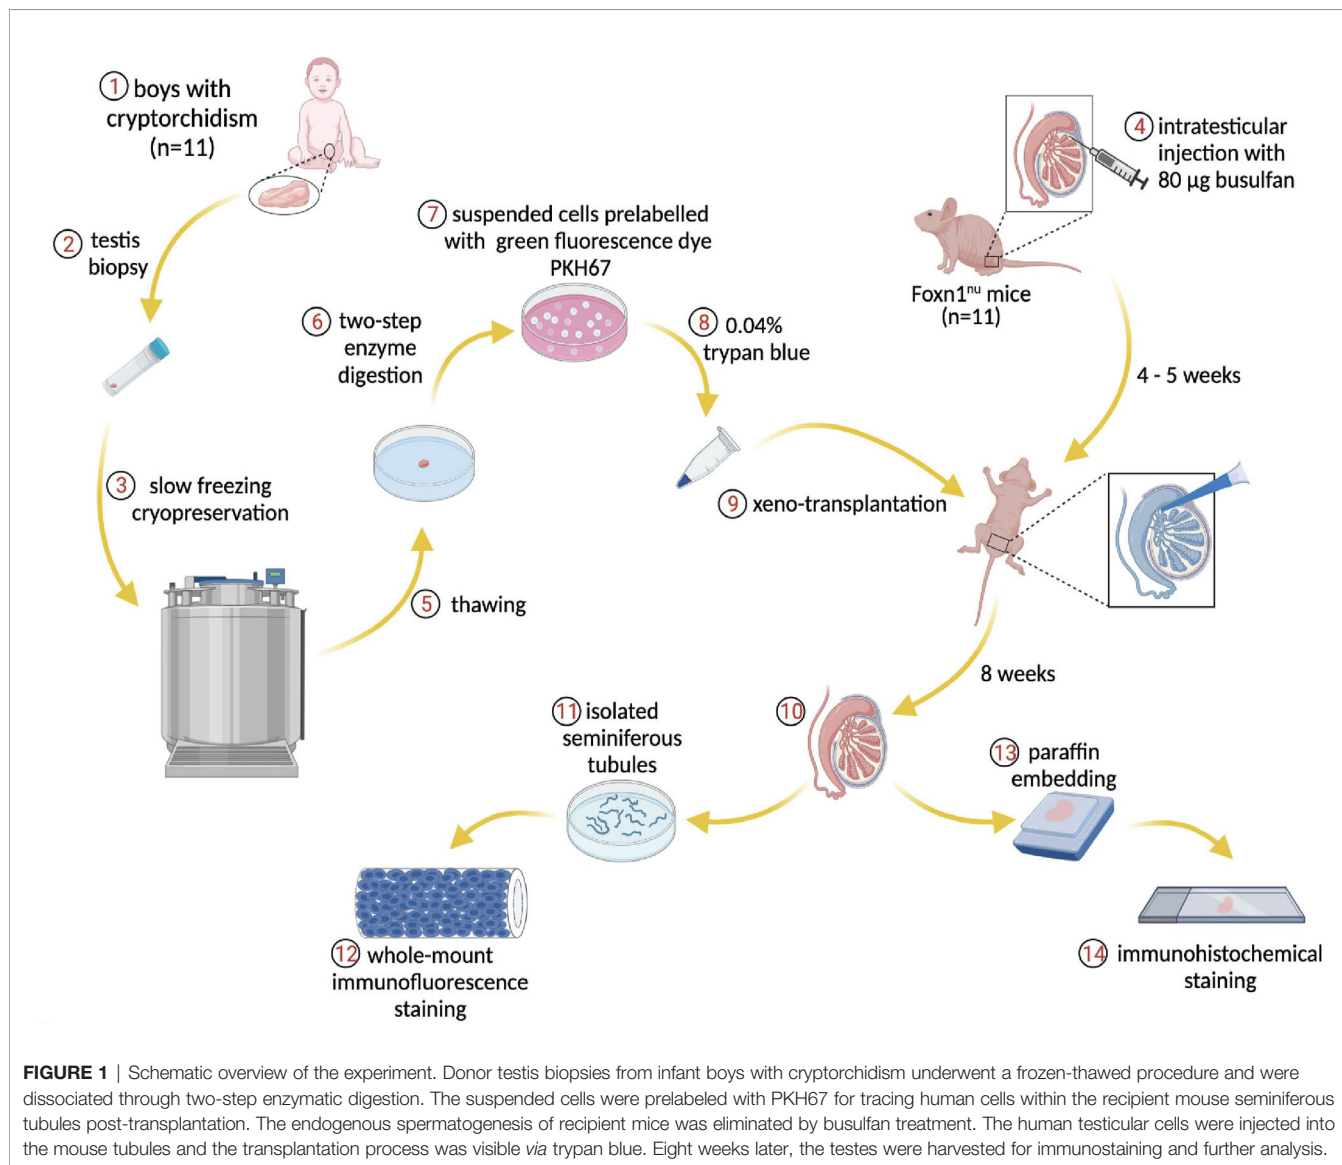 1 boys with
cryptorchidism
(n=11)
2 testis
biopsy
3 slow freezing
cryopreservation
4 intratesticular
injection with
80 µg busulfan
Foxn1ⁿᵘ mice
(n=11)
4 - 5 weeks
5 thawing
6 two-step
enzyme
digestion
7 suspended cells prelabelled
with green fluorescence dye
PKH67
8 0.04%
trypan blue
9 xeno-transplantation
8 weeks
10
11 isolated
seminiferous
tubules
12 whole-mount
immunofluorescence
staining
13 paraffin
embedding
14 immunohistochemical
staining
FIGURE 1 | Schematic overview of the experiment. Donor testis biopsies from infant boys with cryptorchidism underwent a frozen-thawed procedure and were
dissociated through two-step enzymatic digestion. The suspended cells were prelabeled with PKH67 for tracing human cells within the recipient mouse seminiferous
tubules post-transplantation. The endogenous spermatogenesis of recipient mice was eliminated by busulfan treatment. The human testicular cells were injected into
the mouse tubules and the transplantation process was visible via trypan blue. Eight weeks later, the testes were harvested for immunostaining and further analysis.